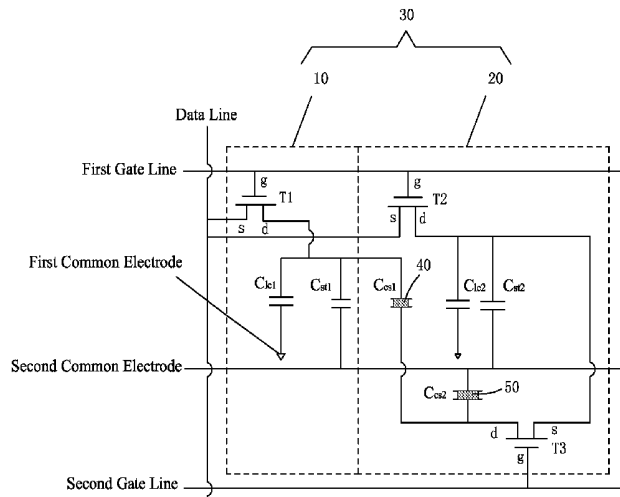 30
10
20
Data Line
First Gate Line
g
T1
s
d
g
T2
s
d
First Common Electrode
Clc1
Cst1
Ccs1
40
Clc2
Cst2
Second Common Electrode
Ccs2
50
d
s
T3
g
Second Gate Line